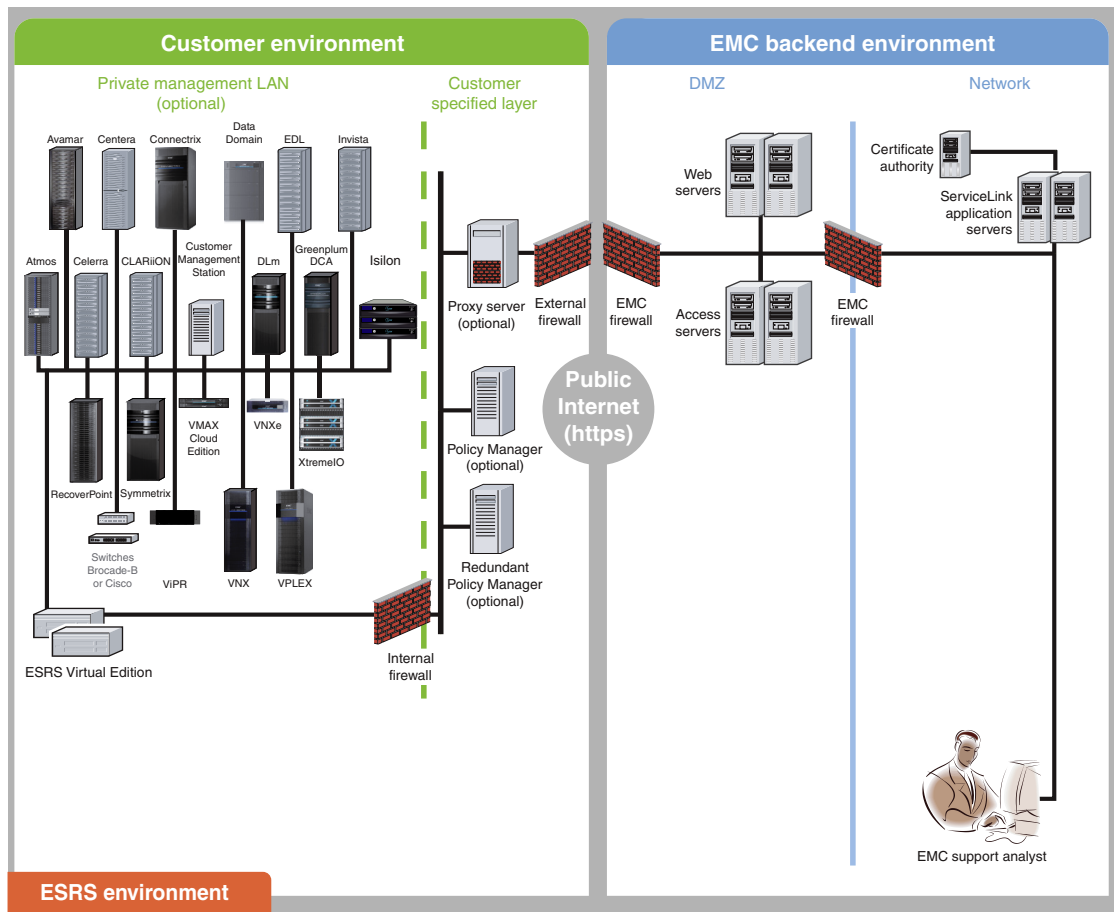 Customer environment
EMC backend environment
Private management LAN
(optional)
Customer
specified layer
DMZ
Network
Avamar
Centera
Connectrix
Data
Domain
EDL
Invista
Certificate
authority
Web
servers
ServiceLink
application
servers
Atmos
Celerra
CLARiiON
Customer
Management
Station
DLm
Greenplum
DCA
Isilon
Proxy server
(optional)
External
firewall
EMC
firewall
Access
servers
EMC
firewall
Public
Internet
(https)
VMAX
Cloud
Edition
VNXe
XtremeIO
Policy Manager
(optional)
RecoverPoint
Symmetrix
Switches
Brocade-B
or Cisco
ViPR
VNX
VPLEX
Redundant
Policy Manager
(optional)
ESRS Virtual Edition
Internal
firewall
EMC support analyst
ESRS environment